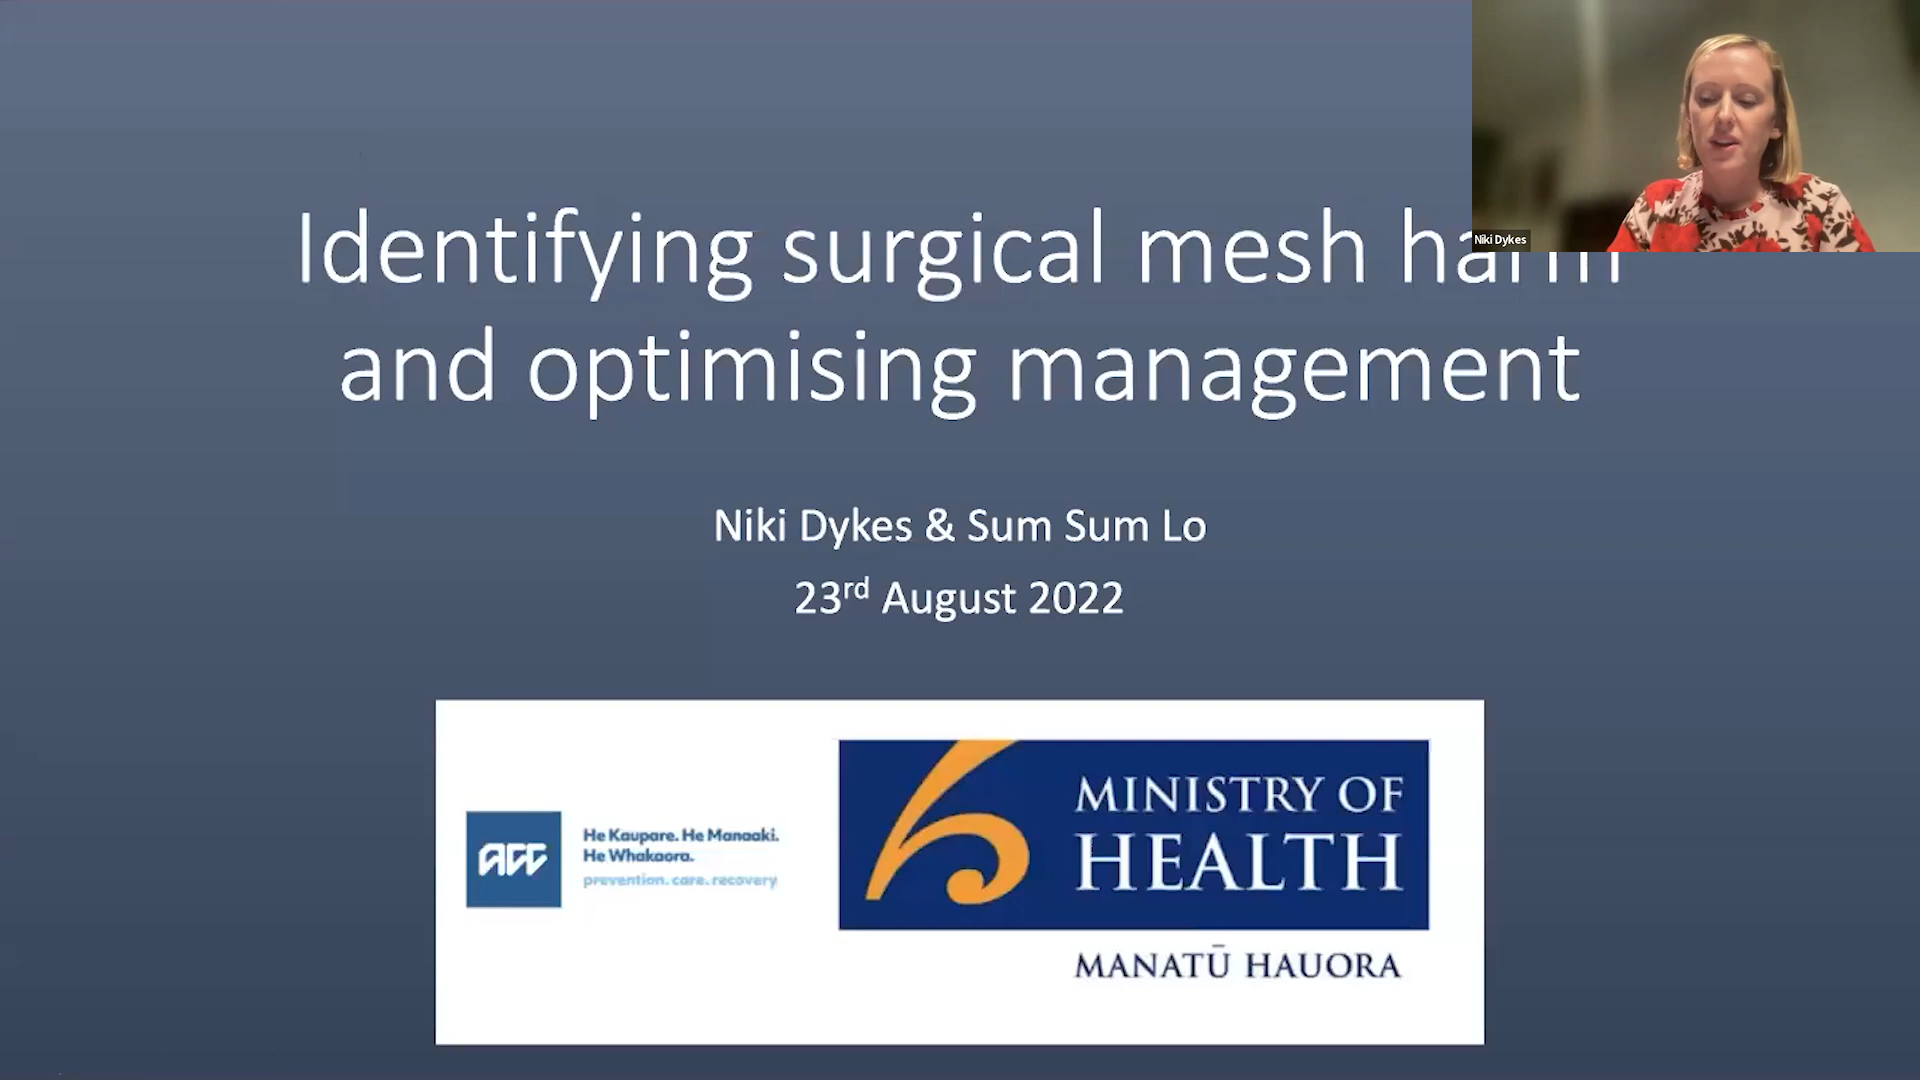 Identifying surgical mesh harm
and optimising management
Niki Dykes
Niki Dykes & Sum Sum Lo
23rd August 2022
acc
He Kaupare. He Manaaki.
He Whakaora.
prevention. care. recovery
MINISTRY OF
HEALTH
MANATŪ HAUORA